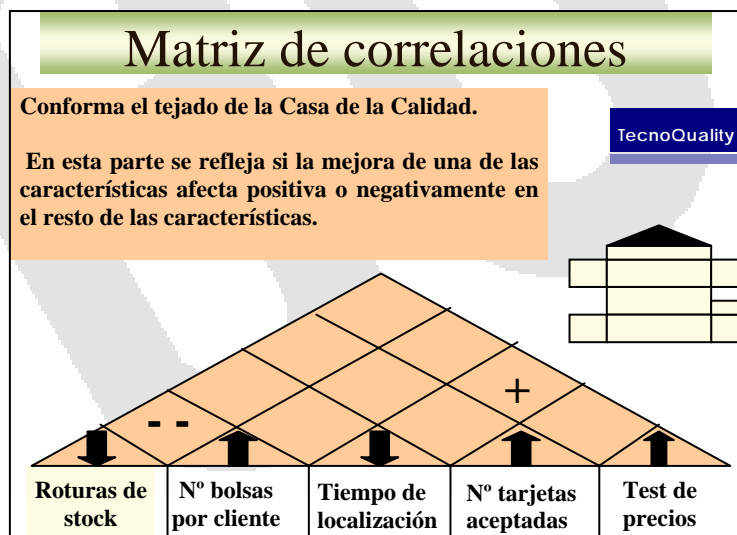 Matriz de correlaciones
Conforma el tejado de la Casa de la Calidad.
En esta parte se refleja si la mejora de una de las
características afecta positiva o negativamente en
el resto de las características.
TecnoQuality
+
- -
Roturas de
stock
Nº bolsas
por cliente
Tiempo de
localización
Nº tarjetas
aceptadas
Test de
precios